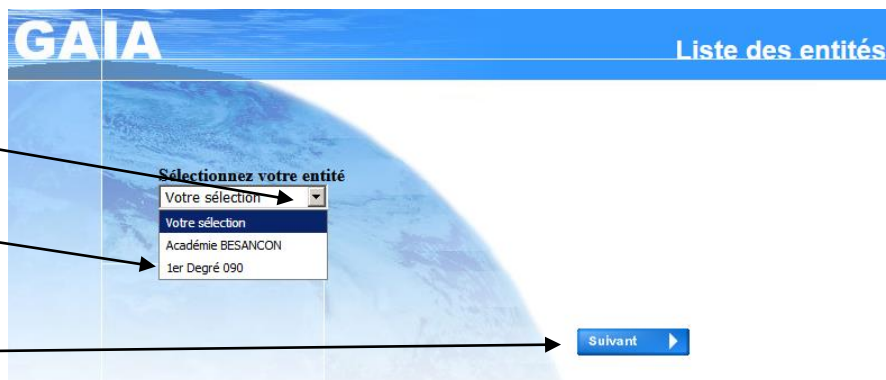 GAIA
Liste des entités
Sélectionnez votre entité
Votre sélection
Votre sélection
Académie BESANCON
1er Degré 090
Suivant